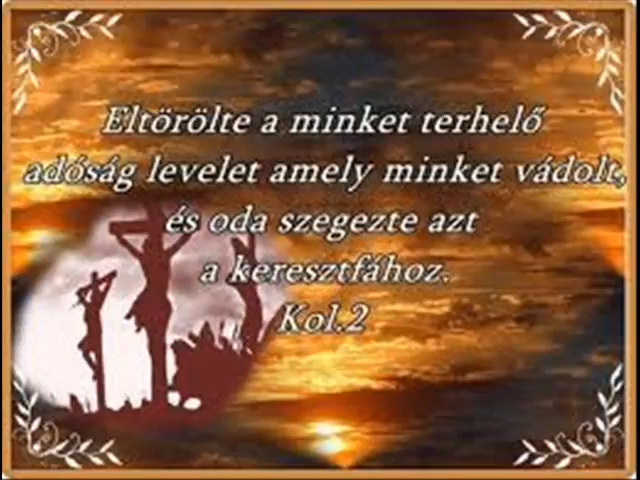 Eltörölte a minket terhelő
adóság levelet amely minket vádolt,
és oda szegezte azt
a keresztfához.
Kol.2